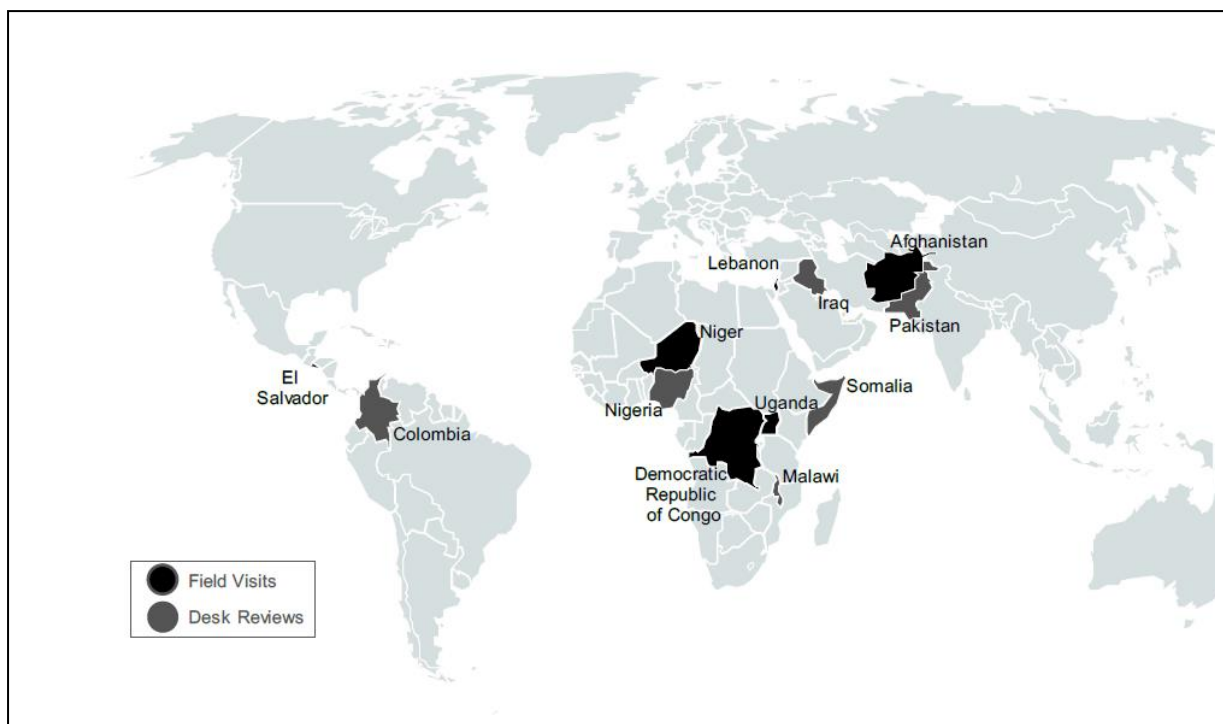 Afghanistan
Lebanon
Iraq
Pakistan
Niger
El
Salvador
Somalia
Uganda
Nigeria
Colombia
Democratic
Republic
of Congo
Malawi
Field Visits
Desk Reviews